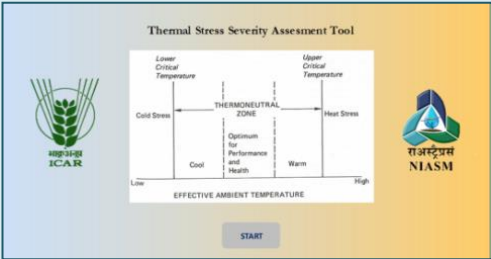 Thermal Stress Severity Assesment Tool
Lower
Critical
Temperature
Upper
Critical
Temperature
THERMONEUTRAL
ZONE
Cold Stress
Heat Stress
Optimum
for
Performance
and
Health
Cool
Warm
Low
High
EFFECTIVE AMBIENT TEMPERATURE
भाकृअनुप
ICAR
राअस्ट्रैप्रसं
NIASM
START